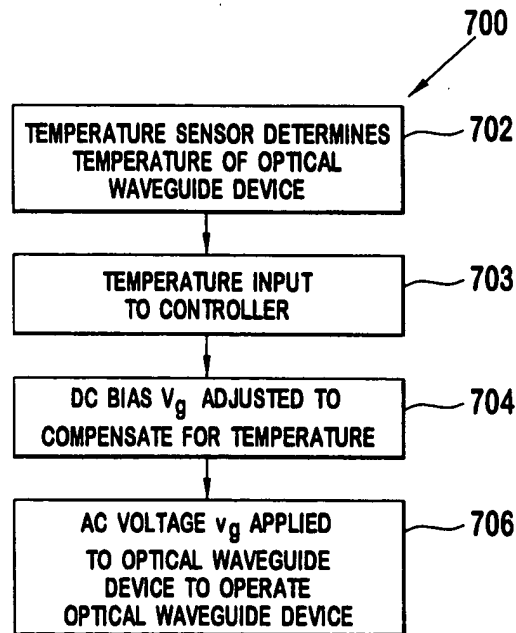 700
TEMPERATURE SENSOR DETERMINES
TEMPERATURE OF OPTICAL
WAVEGUIDE DEVICE
702
TEMPERATURE INPUT
TO CONTROLLER
703
DC BIAS Vg ADJUSTED TO
COMPENSATE FOR TEMPERATURE
704
AC VOLTAGE vg APPLIED
TO OPTICAL WAVEGUIDE
DEVICE TO OPERATE
OPTICAL WAVEGUIDE DEVICE
706